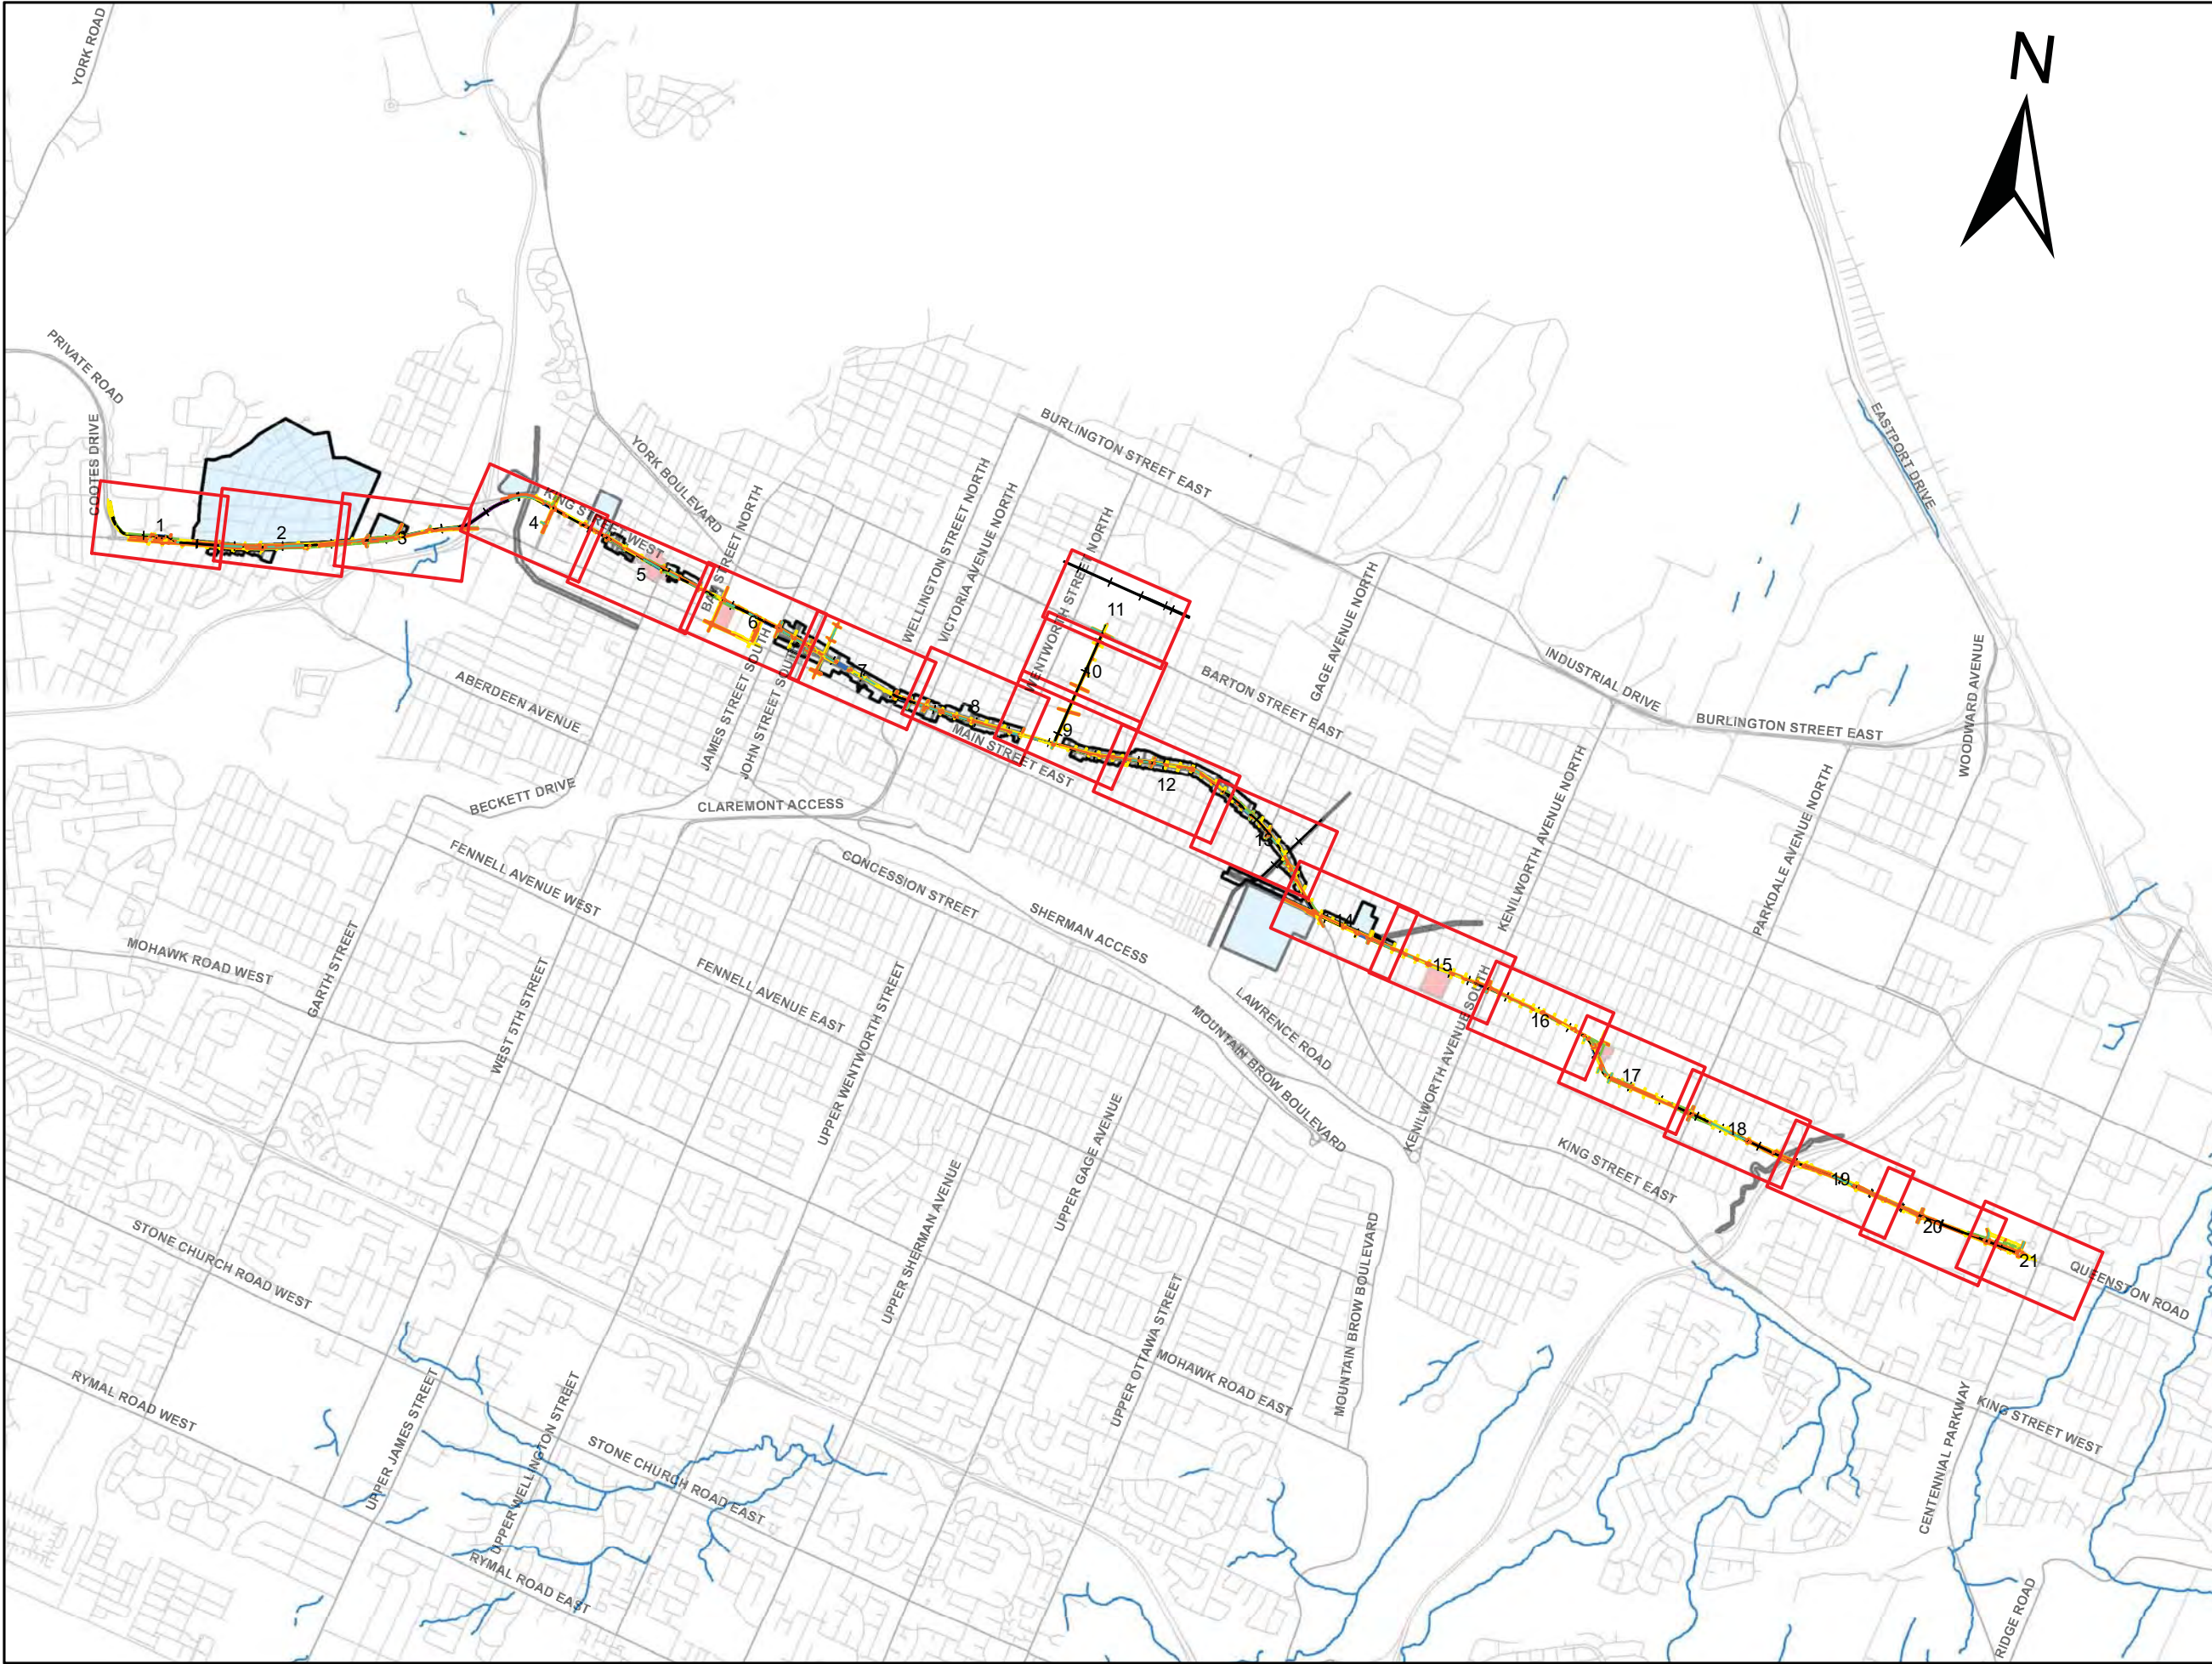 YORK ROAD
N
PRIVATE ROAD
COOTES DRIVE
EASTPORT DRIVE
BURLINGTON STREET EAST
YORK BOULEVARD
KING STREET WEST
BAY STREET NORTH
WELLINGTON STREET NORTH
VICTORIA AVENUE NORTH
WENTWORTH STREET NORTH
1
2
3
4
5
6
7
8
9
10
11
12
13
14
15
16
17
18
19
20
21
GAGE AVENUE NORTH
BARTON STREET EAST
INDUSTRIAL DRIVE
BURLINGTON STREET EAST
WOODWARD AVENUE
ABERDEEN AVENUE
JAMES STREET SOUTH
JOHN STREET SOUTH
MAIN STREET EAST
KENILWORTH AVENUE NORTH
PARKDALE AVENUE NORTH
BECKETT DRIVE
CLAREMONT ACCESS
FENNELL AVENUE WEST
CONCESSION STREET
SHERMAN ACCESS
MOHAWK ROAD WEST
GARTH STREET
WEST 5TH STREET
FENNELL AVENUE EAST
UPPER WENTWORTH STREET
LAWRENCE ROAD
MOUNTAIN BROW BOULEVARD
KENILWORTH AVENUE SOUTH
UPPER GAGE AVENUE
KING STREET EAST
UPPER SHERMAN AVENUE
STONE CHURCH ROAD WEST
MOUNTAIN BROW BOULEVARD
QUEENSTON ROAD
UPPER OTTAWA STREET
MOHAWK ROAD EAST
RYMAL ROAD WEST
UPPER JAMES STREET
UPPER WELLINGTON STREET
STONE CHURCH ROAD EAST
KING STREET WEST
CENTENNIAL PARKWAY
RYMAL ROAD EAST
RIDGE ROAD